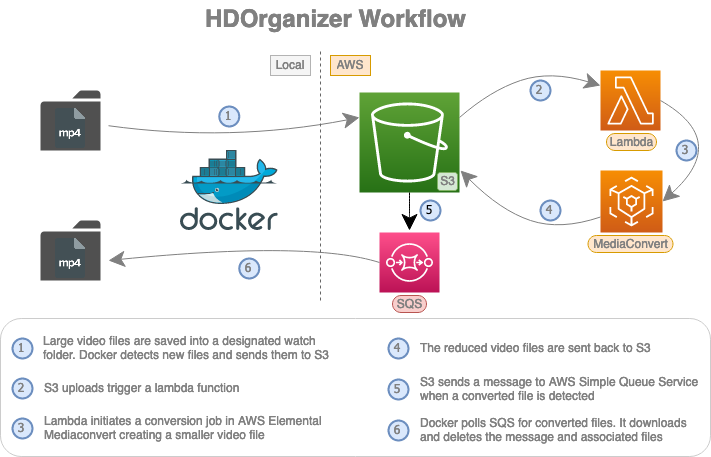 HDOrganizer Workflow
Local
AWS
1
2
mp4
Lambda
3
S3
docker
5
4
MediaConvert
mp4
6
SQS
1
Large video files are saved into a designated watch
folder. Docker detects new files and sends them to S3
2
S3 uploads trigger a lambda function
3
Lambda initiates a conversion job in AWS Elemental
Mediaconvert creating a smaller video file
4
The reduced video files are sent back to S3
5
S3 sends a message to AWS Simple Queue Service
when a converted file is detected
6
Docker polls SQS for converted files. It downloads
and deletes the message and associated files